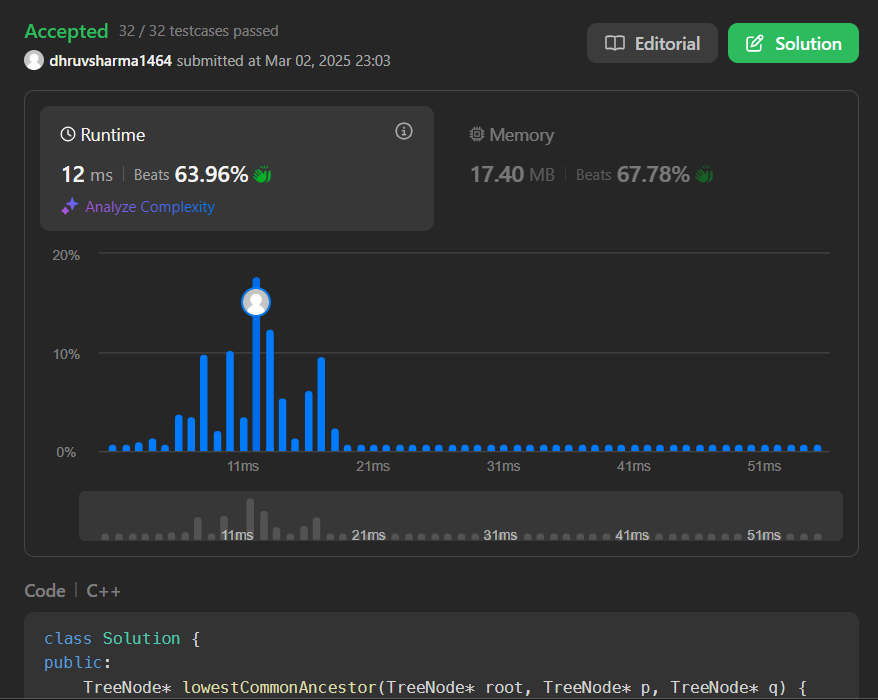 Accepted 32 / 32 testcases passed
dhruvsharma1464 submitted at Mar 02, 2025 23:03
Editorial
Solution
Runtime
12 ms | Beats 63.96%
Analyze Complexity
Memory
17.40 MB | Beats 67.78%
20%
10%
0%
11ms 21ms 31ms 41ms 51ms
11ms 21ms 31ms 41ms 51ms
Code | C++
class Solution {
public:
    TreeNode* lowestCommonAncestor(TreeNode* root, TreeNode* p, TreeNode* q) {